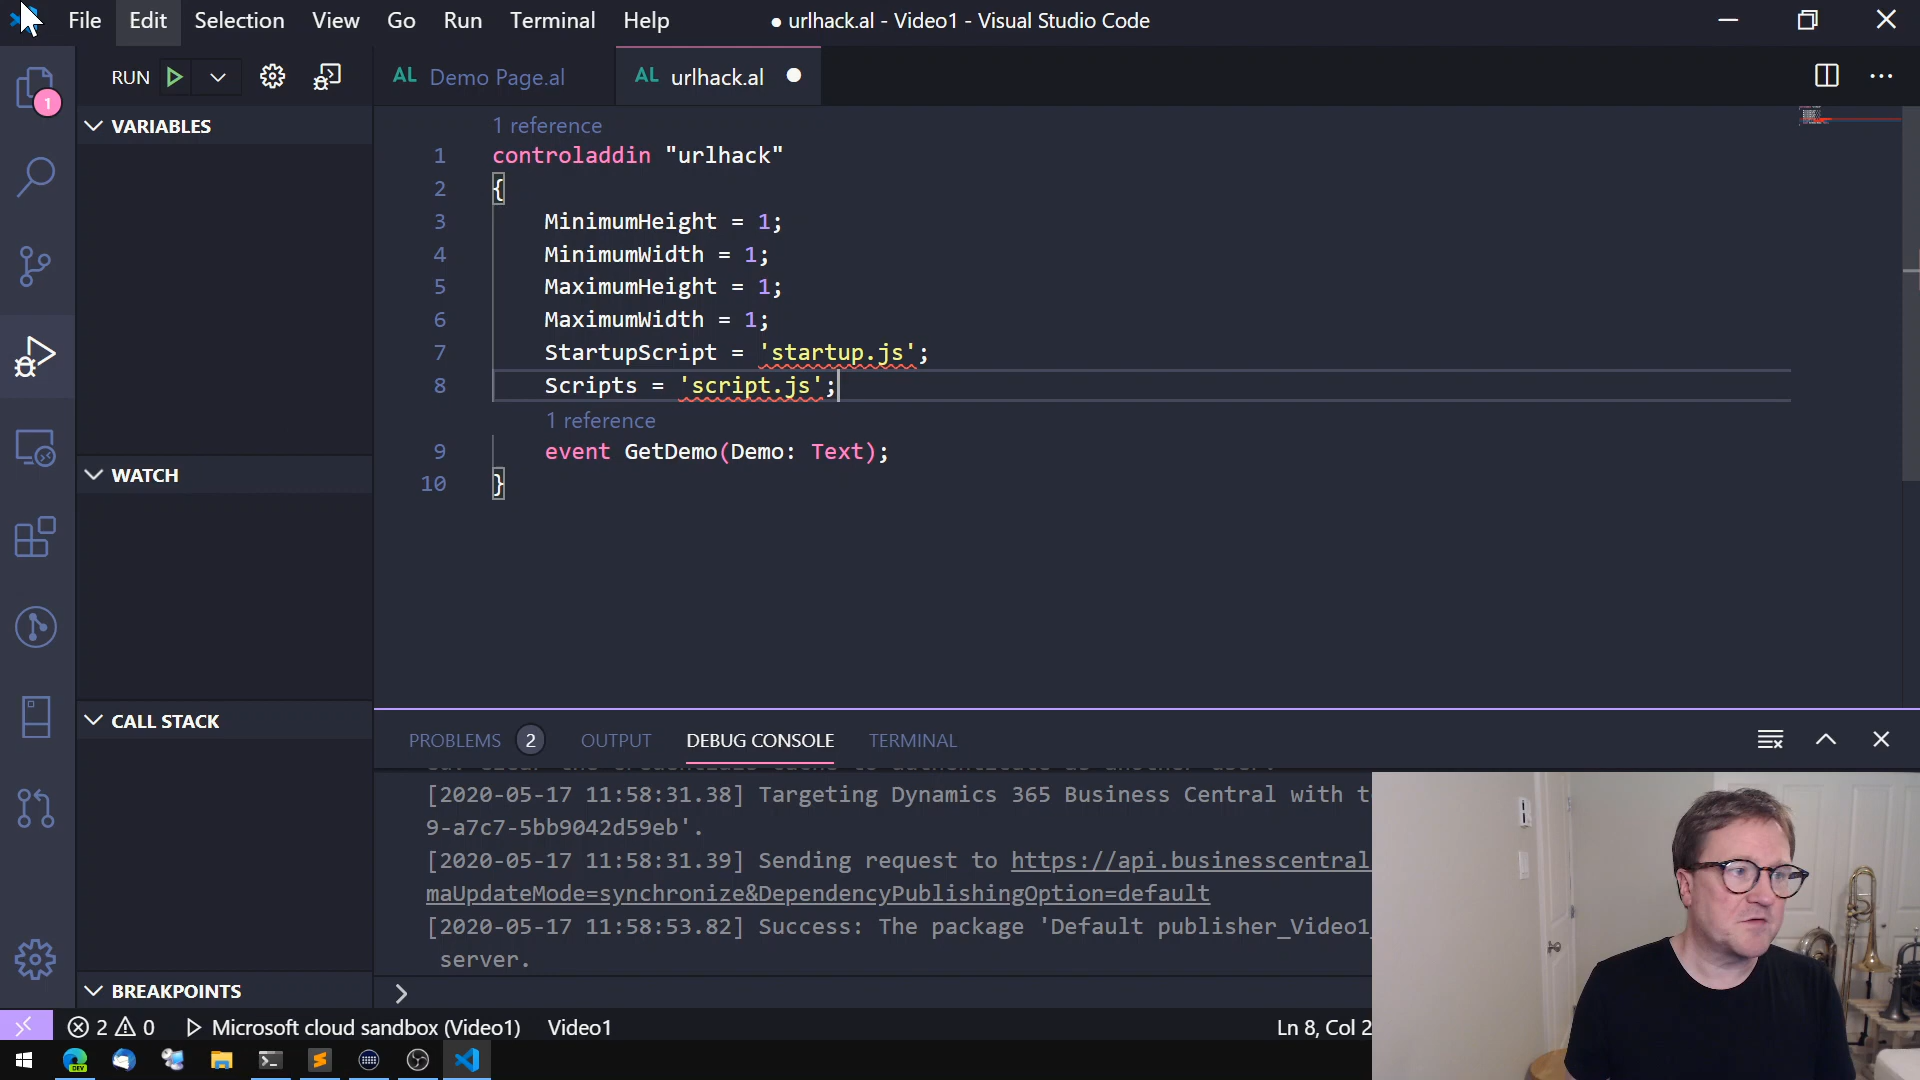 File Edit Selection View Go Run Terminal Help ● urlhack.al - Video1 - Visual Studio Code
RUN
AL Demo Page.al
AL urlhack.al
1
VARIABLES
1 reference
1 controladdin "urlhack"
2 {
3 MinimumHeight = 1;
4 MinimumWidth = 1;
5 MaximumHeight = 1;
6 MaximumWidth = 1;
7 StartupScript = 'startup.js';
8 Scripts = 'script.js';
1 reference
9 event GetDemo(Demo: Text);
10 }
WATCH
CALL STACK
BREAKPOINTS
PROBLEMS 2 OUTPUT DEBUG CONSOLE TERMINAL
[2020-05-17 11:58:31.38] Targeting Dynamics 365 Business Central with t
9-a7c7-5bb9042d59eb'.
[2020-05-17 11:58:31.39] Sending request to https://api.businesscentral
maUpdateMode=synchronize&DependencyPublishingOption=default
[2020-05-17 11:58:53.82] Success: The package 'Default publisher_Video1_
server.
2 0 Microsoft cloud sandbox (Video1) Video1 Ln 8, Col 2
DEV